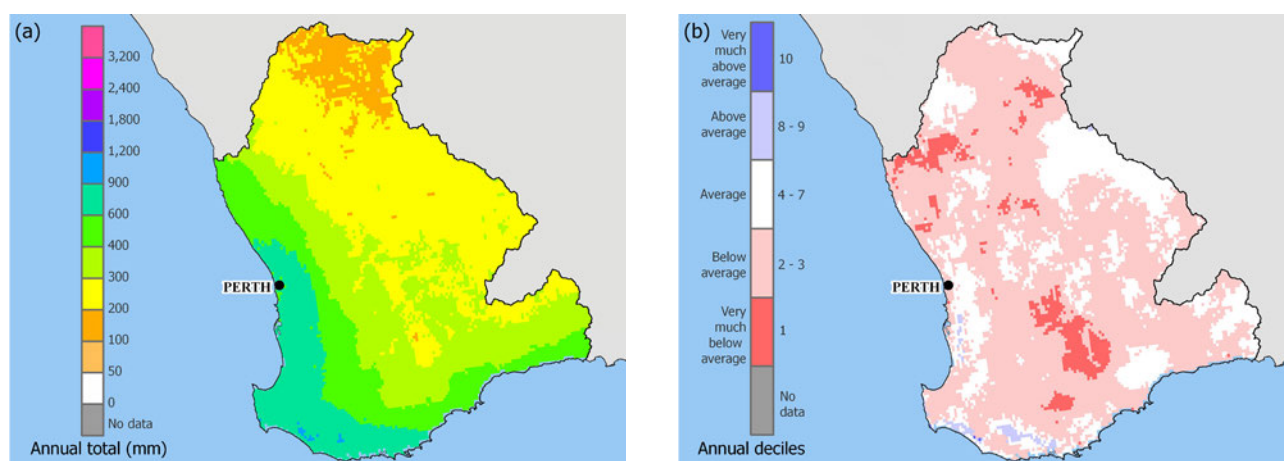 (a)
3,200
2,400
1,800
1,200
900
600
400
300
200
100
50
0
No data
PERTH
Annual total (mm)
(b)
Very
much
above
average
10
Above
average
8 - 9
Average
4 - 7
Below
average
2 - 3
Very
much
below
average
1
No
data
PERTH
Annual deciles